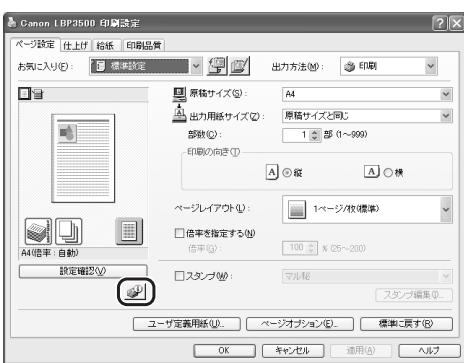 Canon LBP3500 印刷設定
ページ設定 仕上げ 給紙 印刷品質
お気に入り(F): 標準設定 出力方法(M): 印刷
原稿サイズ(S): A4
出力用紙サイズ(Z): 原稿サイズと同じ
部数(C): 1 部 (1~999)
印刷の向き(T)
A 縦 A 横
ページレイアウト(L): 1ページ/枚(標準)
倍率を指定する(N)
倍率(G): 100 % (25~200)
A4(倍率:自動)
設定確認(V)
スタンプ(W): マル秘
スタンプ編集(I)...
ユーザ定義用紙(U)... ページオプション(E)... 標準に戻す(R)
OK キャンセル 適用(A) ヘルプ